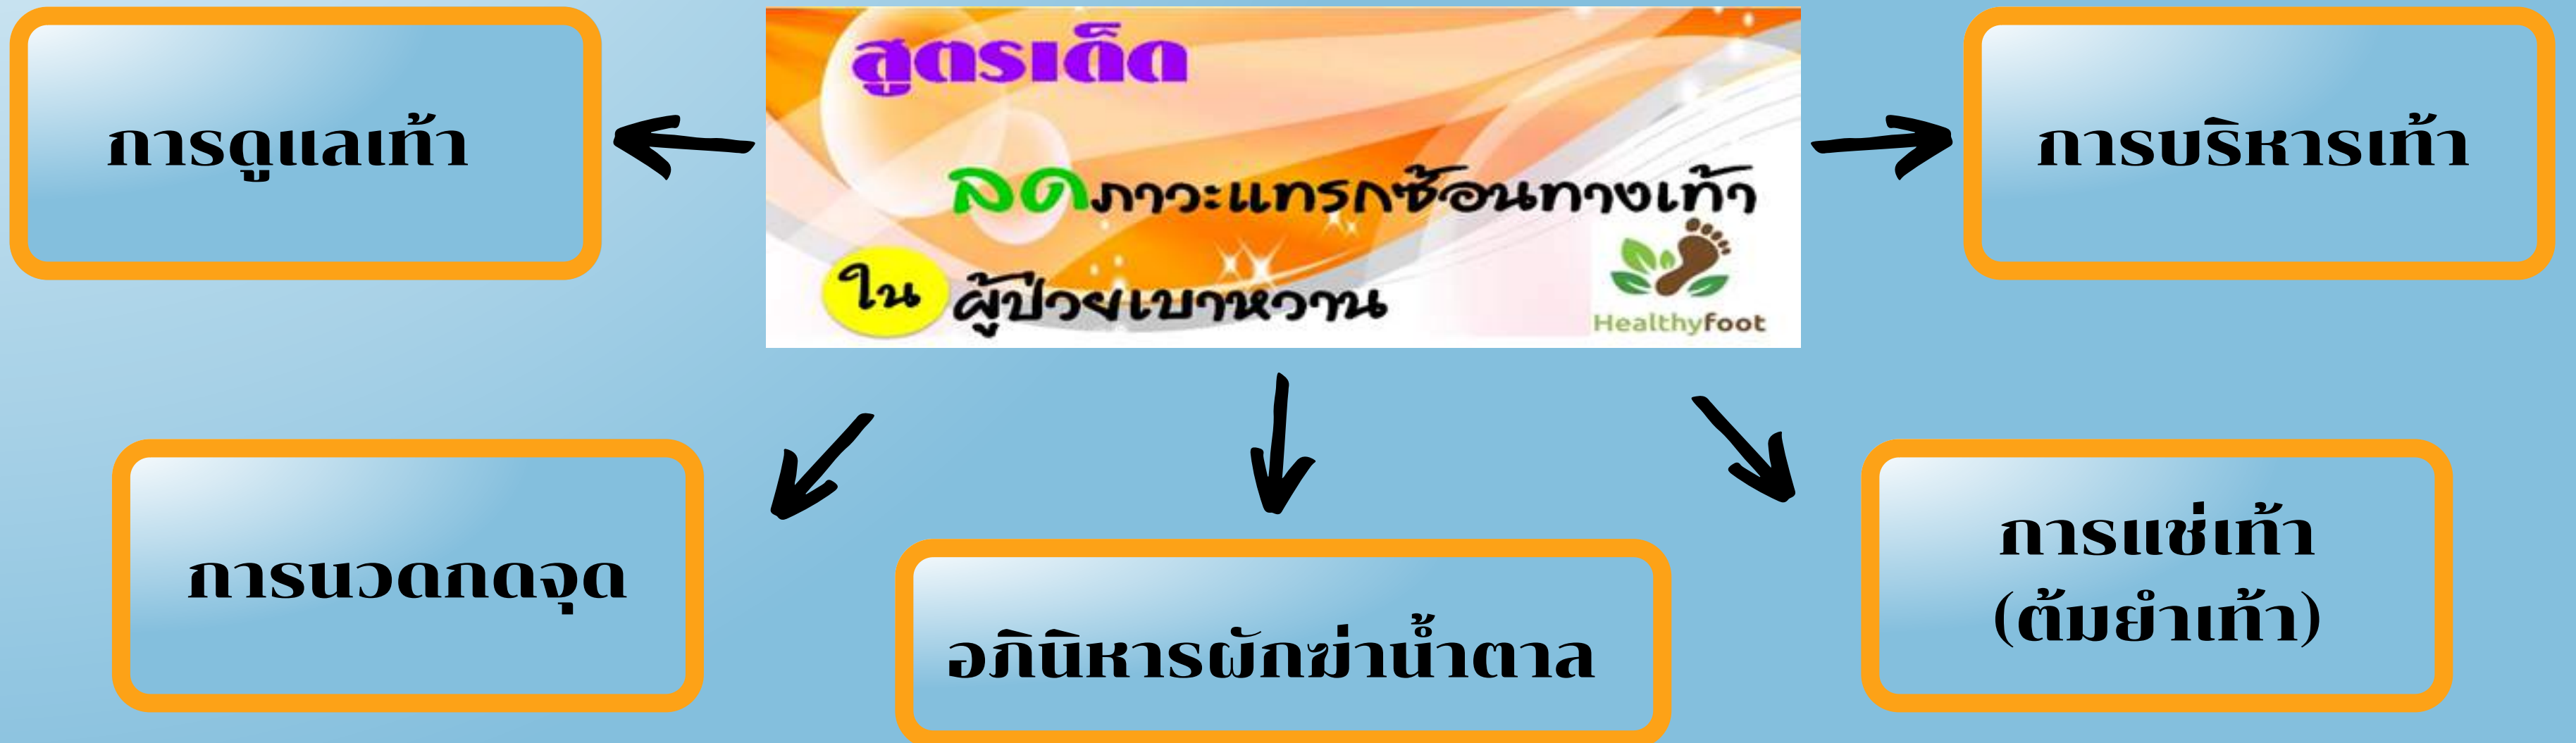 สูตรเด็ด
ลดภาวะแทรกซ้อนทางเท้า
ใน ผู้ป่วยเบาหวาน
Healthyfoot
การดูแลเท้า
การบริหารเท้า
การนวดกดจุด
อภินิหารผักฆ่าน้ำตาล
การแช่เท้า
(ต้มยำเท้า)